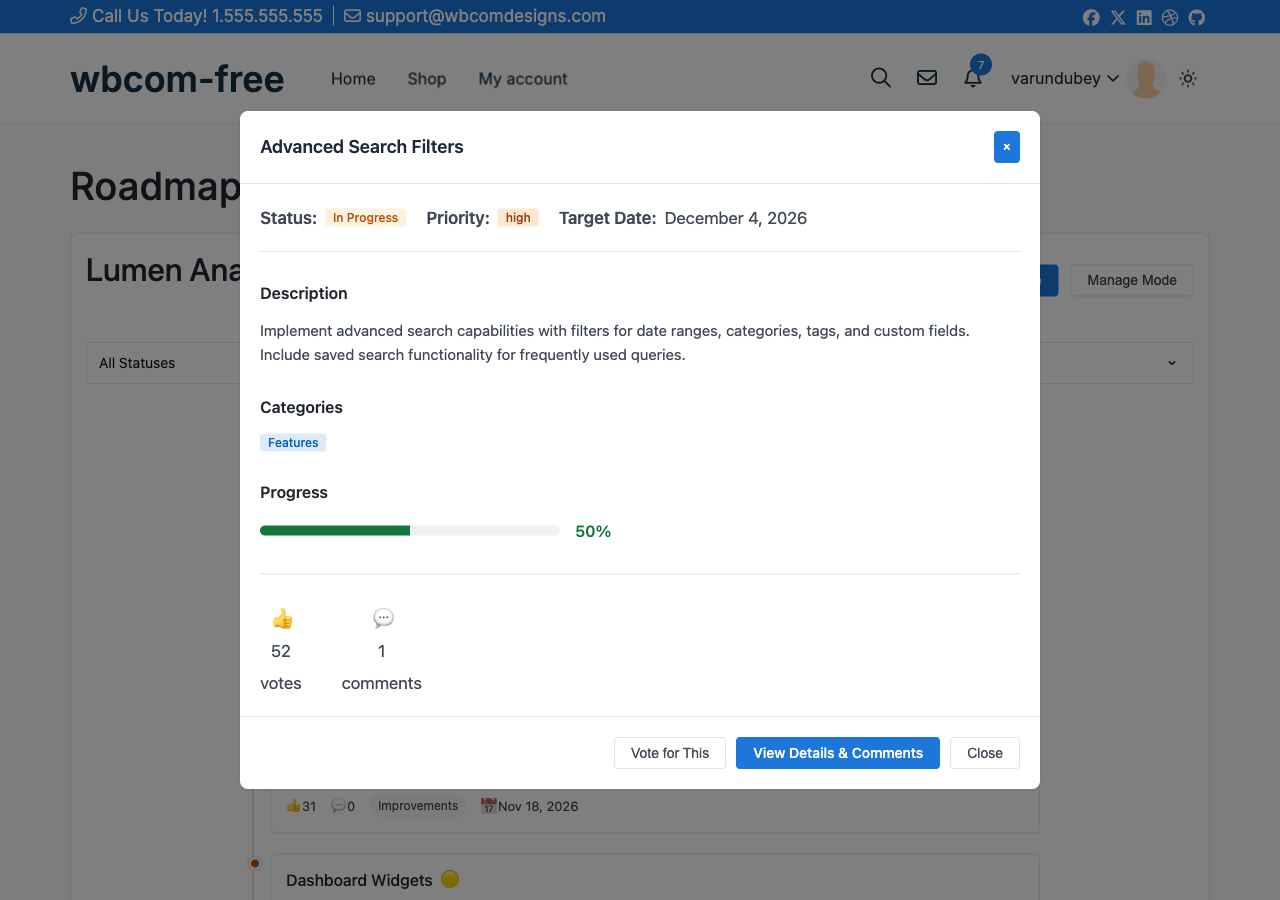 Call Us Today! 1.555.555.555 support@wbcomdesigns.com
wbcom-free Home Shop My account 7 varundubey
Advanced Search Filters ×
Roadmap
Status: In Progress Priority: high Target Date: December 4, 2026
Lumen Ana
Manage Mode
Description
Implement advanced search capabilities with filters for date ranges, categories, tags, and custom fields.
Include saved search functionality for frequently used queries.
All Statuses
Categories
Features
Progress
50%
52 1
votes comments
Vote for This View Details & Comments Close
31 0 Improvements Nov 18, 2026
Dashboard Widgets